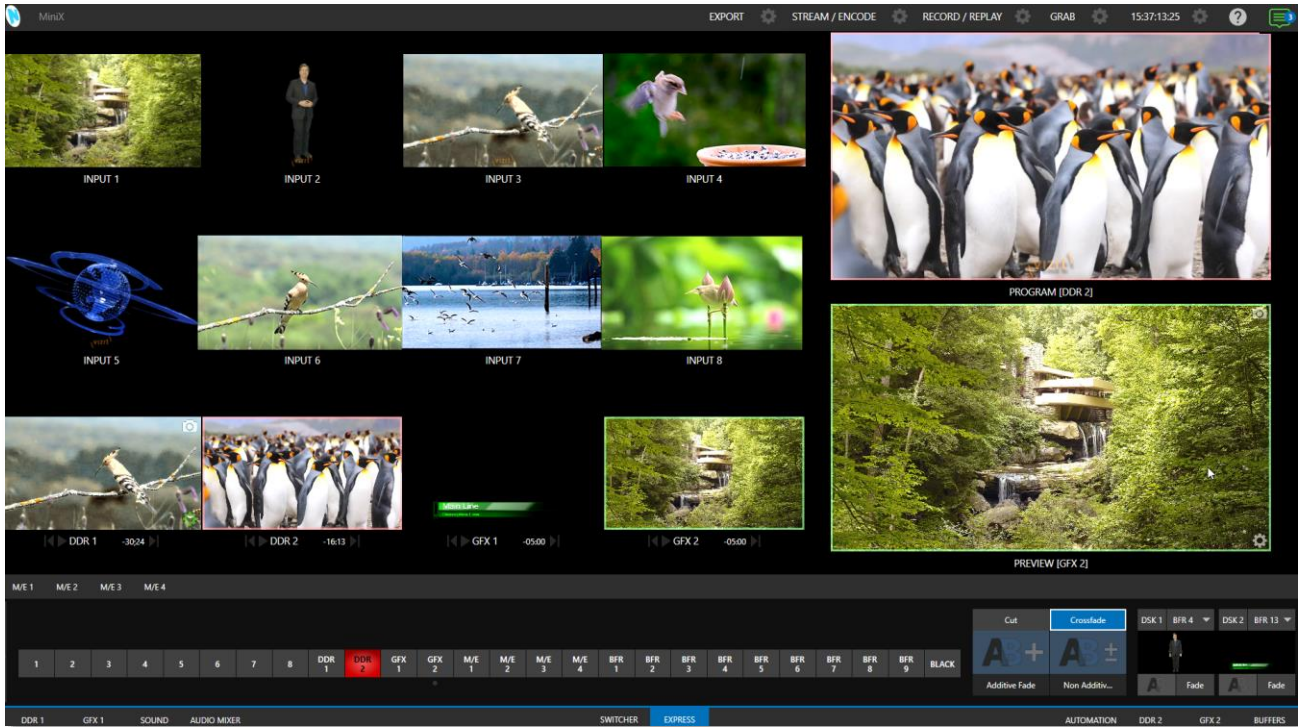 MiniX
EXPORT
STREAM / ENCODE
RECORD / REPLAY
GRAB
15:37:13:25
?
3
INPUT 1
INPUT 2
INPUT 3
INPUT 4
PROGRAM [DDR 2]
INPUT 5
INPUT 6
INPUT 7
INPUT 8
Main Line
DDR 1 -30;24
DDR 2 -16:13
GFX 1 -05:00
GFX 2 -05:00
PREVIEW [GFX 2]
M/E 1 M/E 2 M/E 3 M/E 4
Cut Crossfade DSK 1 BFR 4 DSK 2 BFR 13
1 2 3 4 5 6 7 8 DDR 1 DDR 2 GFX 1 GFX 2 M/E 1 M/E 2 M/E 3 M/E 4 BFR 1 BFR 2 BFR 3 BFR 4 BFR 5 BFR 6 BFR 7 BFR 8 BFR 9 BLACK
Additive Fade Non Additiv... Fade Fade
DDR 1 GFX 1 SOUND AUDIO MIXER SWITCHER EXPRESS AUTOMATION DDR 2 GFX 2 BUFFERS